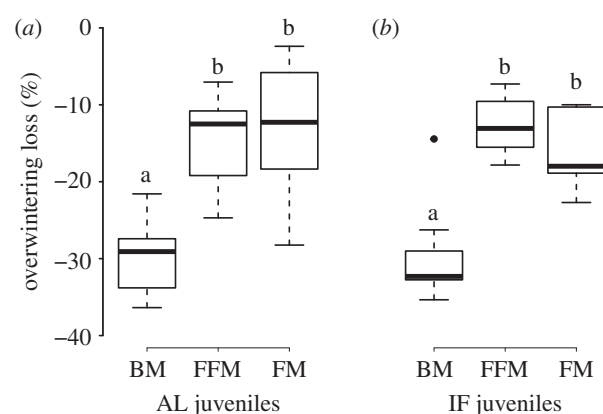 (a)
(b)
overwintering loss (%)
0
−10
−20
−30
−40
a
b
b
a
b
b
BM FFM FM
BM FFM FM
AL juveniles
IF juveniles